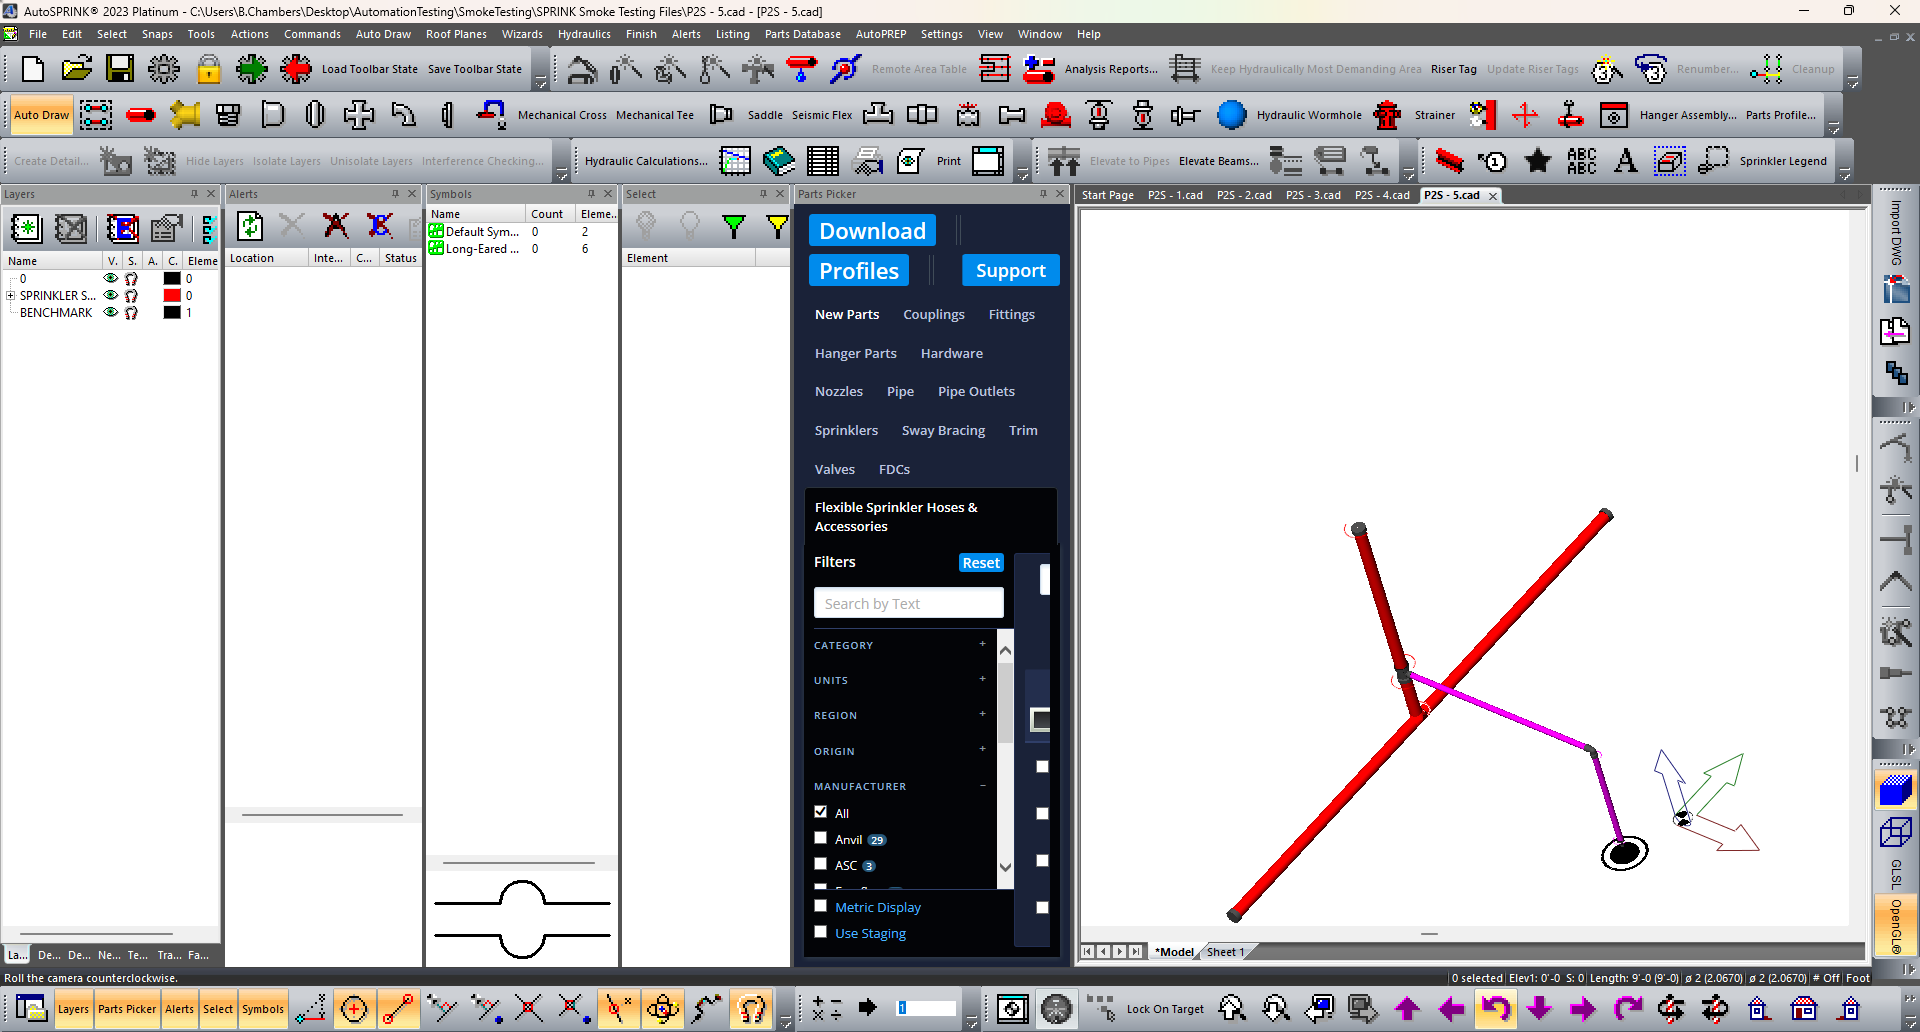 AutoSPRINK® 2023 Platinum - C:\Users\B.Chambers\Desktop\AutomationTesting\SmokeTesting\SPRINK Smoke Testing Files\P2S - 5.cad - [P2S - 5.cad]
File Edit Select Snaps Tools Actions Commands Auto Draw Roof Planes Wizards Hydraulics Finish Alerts Listing Parts Database AutoPREP Settings View Window Help
Load Toolbar State Save Toolbar State Remote Area Table Analysis Reports... Keep Hydraulically Most Demanding Area Riser Tag Update Riser Tags Renumber... Cleanup
Auto Draw Mechanical Cross Mechanical Tee Saddle Seismic Flex Hydraulic Wormhole Strainer Hanger Assembly... Parts Profile...
Create Detail... Hide Layers Isolate Layers Unisolate Layers Interference Checking... Hydraulic Calculations... Print Elevate to Pipes Elevate Beams... ABC ABC A Sprinkler Legend
Layers Alerts Symbols Select Parts Picker
Start Page P2S - 1.cad P2S - 2.cad P2S - 3.cad P2S - 4.cad P2S - 5.cad
Name V. S. A. C. Eleme
0 0
SPRINKLER S... 0
BENCHMARK 1
Location Inte... C... Status
Name Count Eleme..
Default Sym... 0 2
Long-Eared ... 0 6
Element
Download
Profiles Support
New Parts Couplings Fittings
Hanger Parts Hardware
Nozzles Pipe Pipe Outlets
Sprinklers Sway Bracing Trim
Valves FDCs
Flexible Sprinkler Hoses &
Accessories
Filters Reset
Search by Text
CATEGORY +
UNITS +
REGION +
ORIGIN +
MANUFACTURER −
All
Anvil 29
ASC 3
Metric Display
Use Staging
Import DWG
GLSL
OpenGL®
La... De... De... Ne... Te... Tra... Fa...
*Model Sheet 1
Roll the camera counterclockwise.
0 selected Elev1: 0'-0 S: 0 Length: 9'-0 (9'-0) ø 2 (2.0670) ø 2 (2.0670) # Off Foot
Layers Parts Picker Alerts Select Symbols 1 Lock On Target